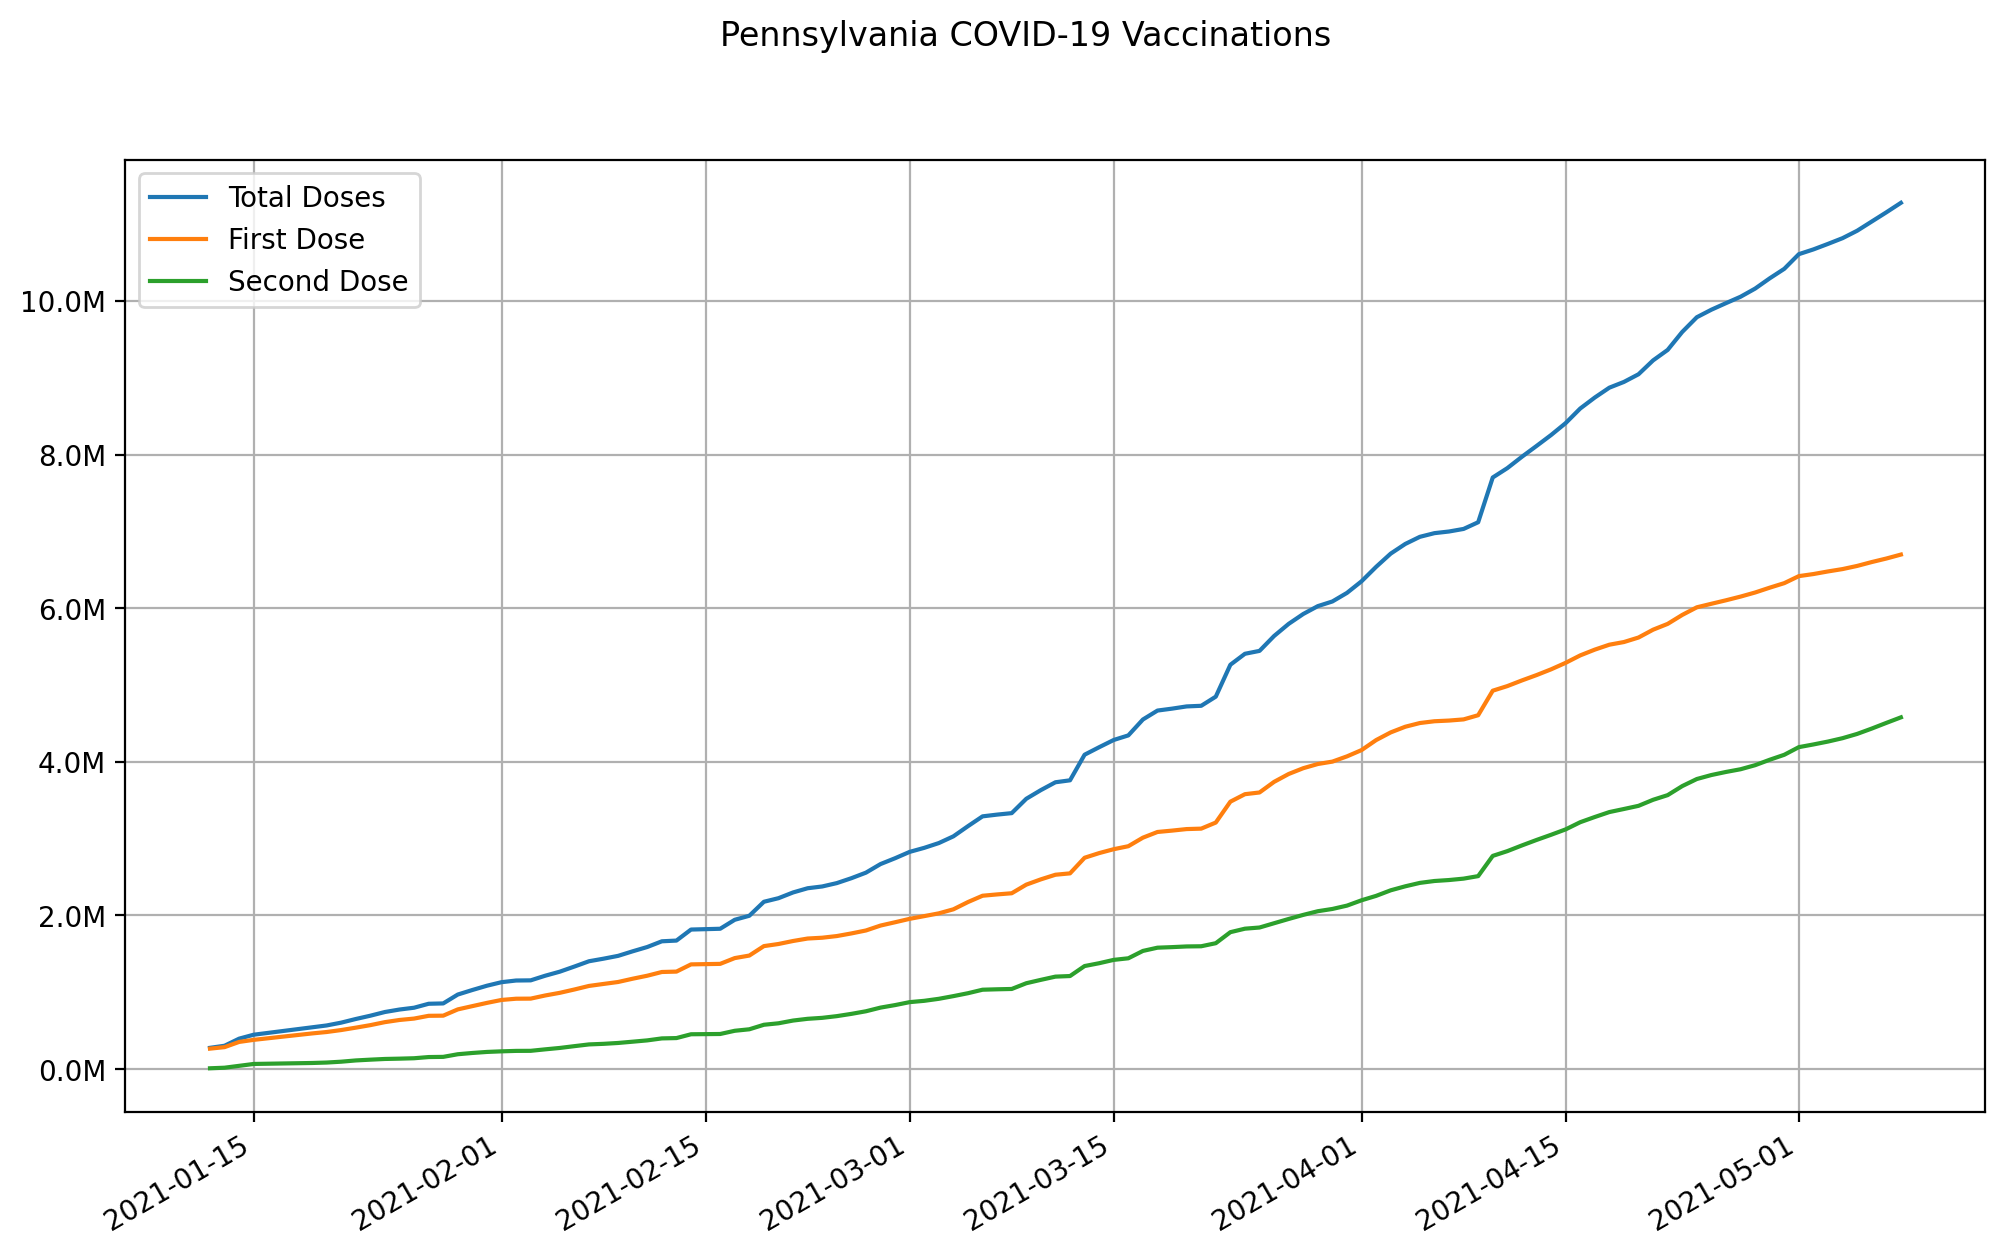 Pennsylvania COVID-19 Vaccinations
Total Doses
First Dose
Second Dose
10.0M
8.0M
6.0M
4.0M
2.0M
0.0M
2021-01-15
2021-02-01
2021-02-15
2021-03-01
2021-03-15
2021-04-01
2021-04-15
2021-05-01